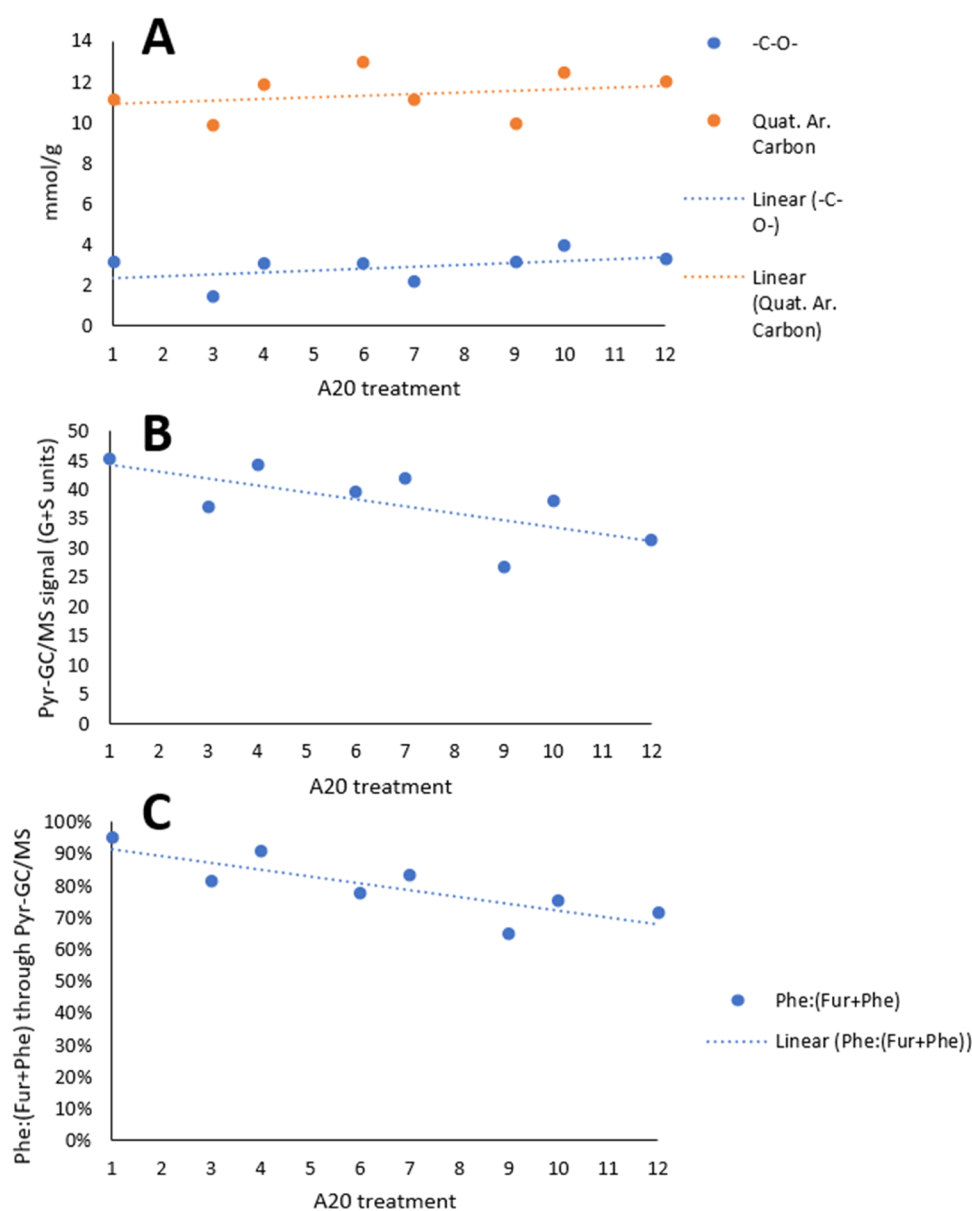 A
14
12
10
8
6
4
2
0
mmol/g
1 2 3 4 5 6 7 8 9 10 11 12
A20 treatment
-C-O-
Quat. Ar.
Carbon
Linear (-C-
O-)
Linear
(Quat. Ar.
Carbon)
B
50
45
40
35
30
25
20
15
10
5
0
Pyr-GC/MS signal (G+S units)
1 2 3 4 5 6 7 8 9 10 11 12
A20 treatment
C
100%
90%
80%
70%
60%
50%
40%
30%
20%
10%
0%
Phe:(Fur+Phe) through Pyr-GC/MS
1 2 3 4 5 6 7 8 9 10 11 12
A20 treatment
Phe:(Fur+Phe)
Linear (Phe:(Fur+Phe))